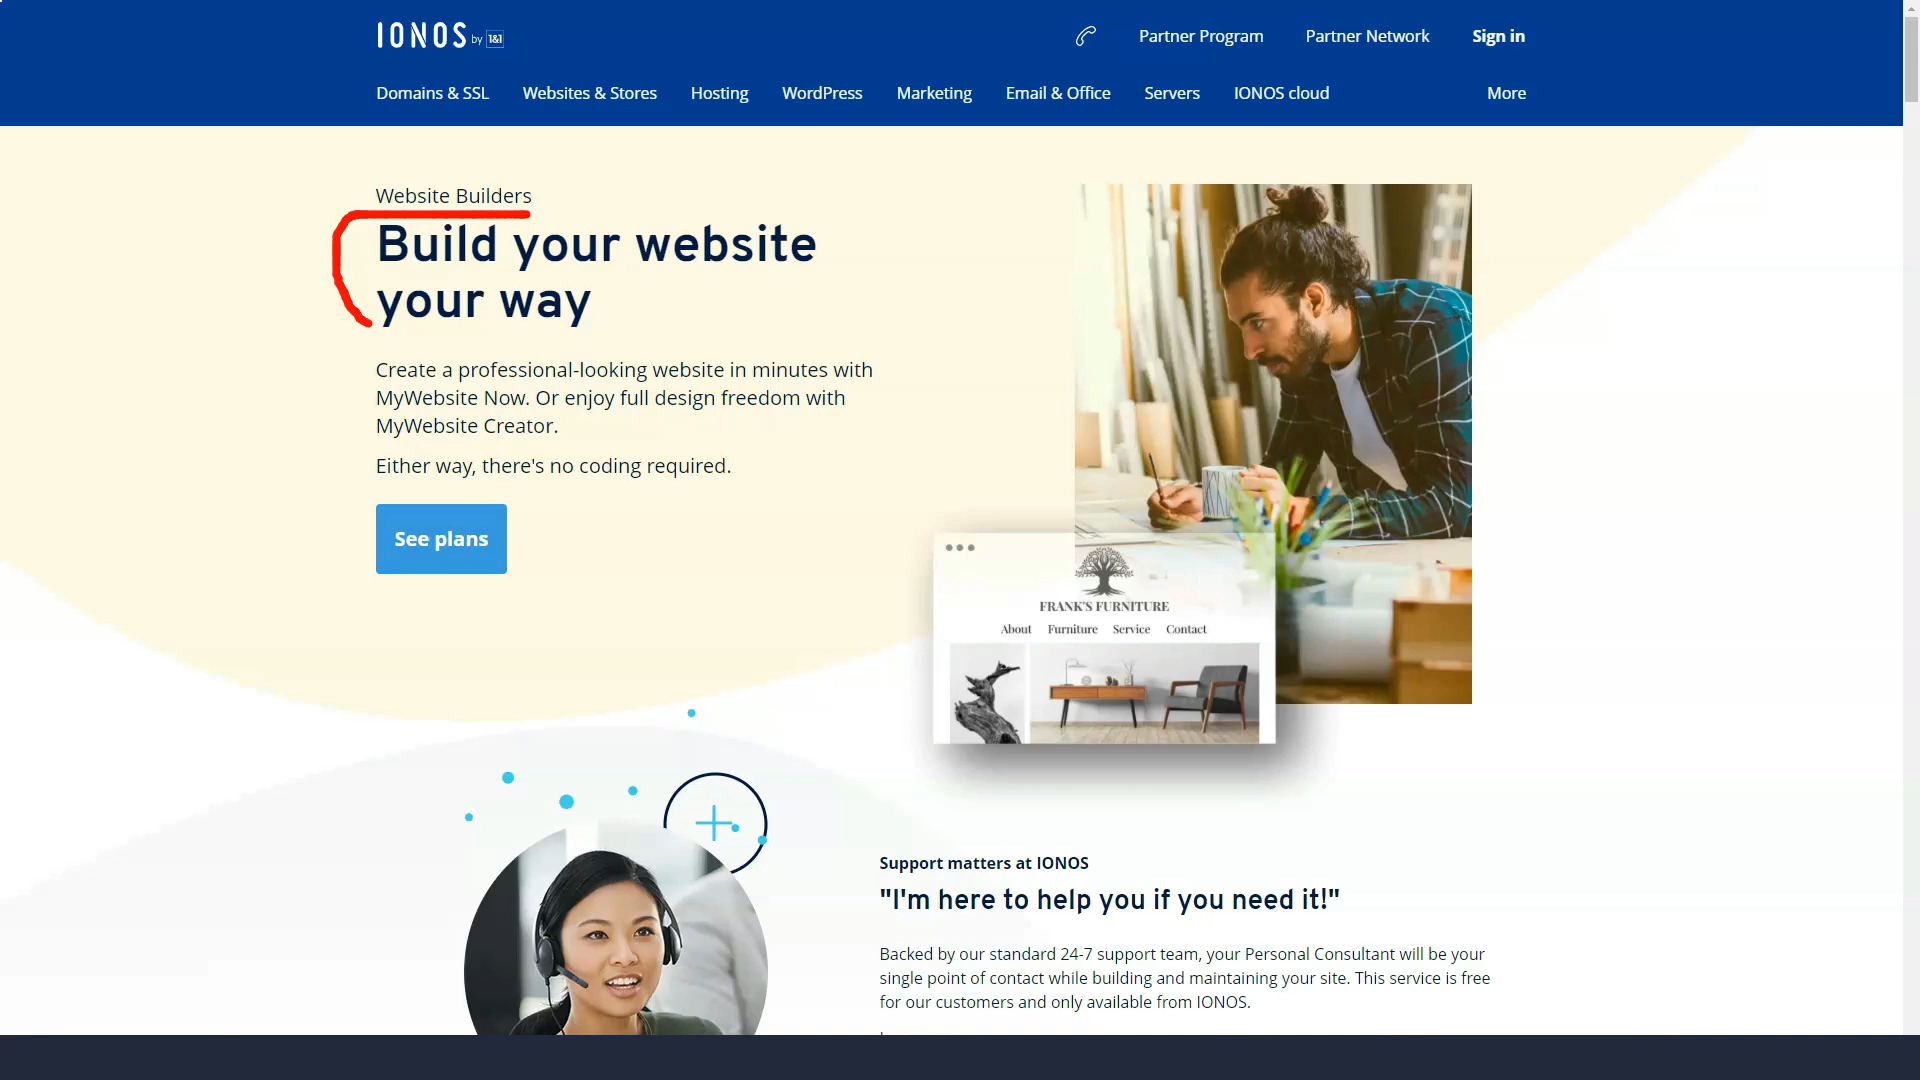 IONOS by 1&1
Partner Program Partner Network Sign in
Domains & SSL Websites & Stores Hosting WordPress Marketing Email & Office Servers IONOS cloud More
Website Builders
Build your website
your way
Create a professional-looking website in minutes with
MyWebsite Now. Or enjoy full design freedom with
MyWebsite Creator.
Either way, there's no coding required.
See plans
FRANK'S FURNITURE
About Furniture Service Contact
Support matters at IONOS
"I'm here to help you if you need it!"
Backed by our standard 24-7 support team, your Personal Consultant will be your
single point of contact while building and maintaining your site. This service is free
for our customers and only available from IONOS.